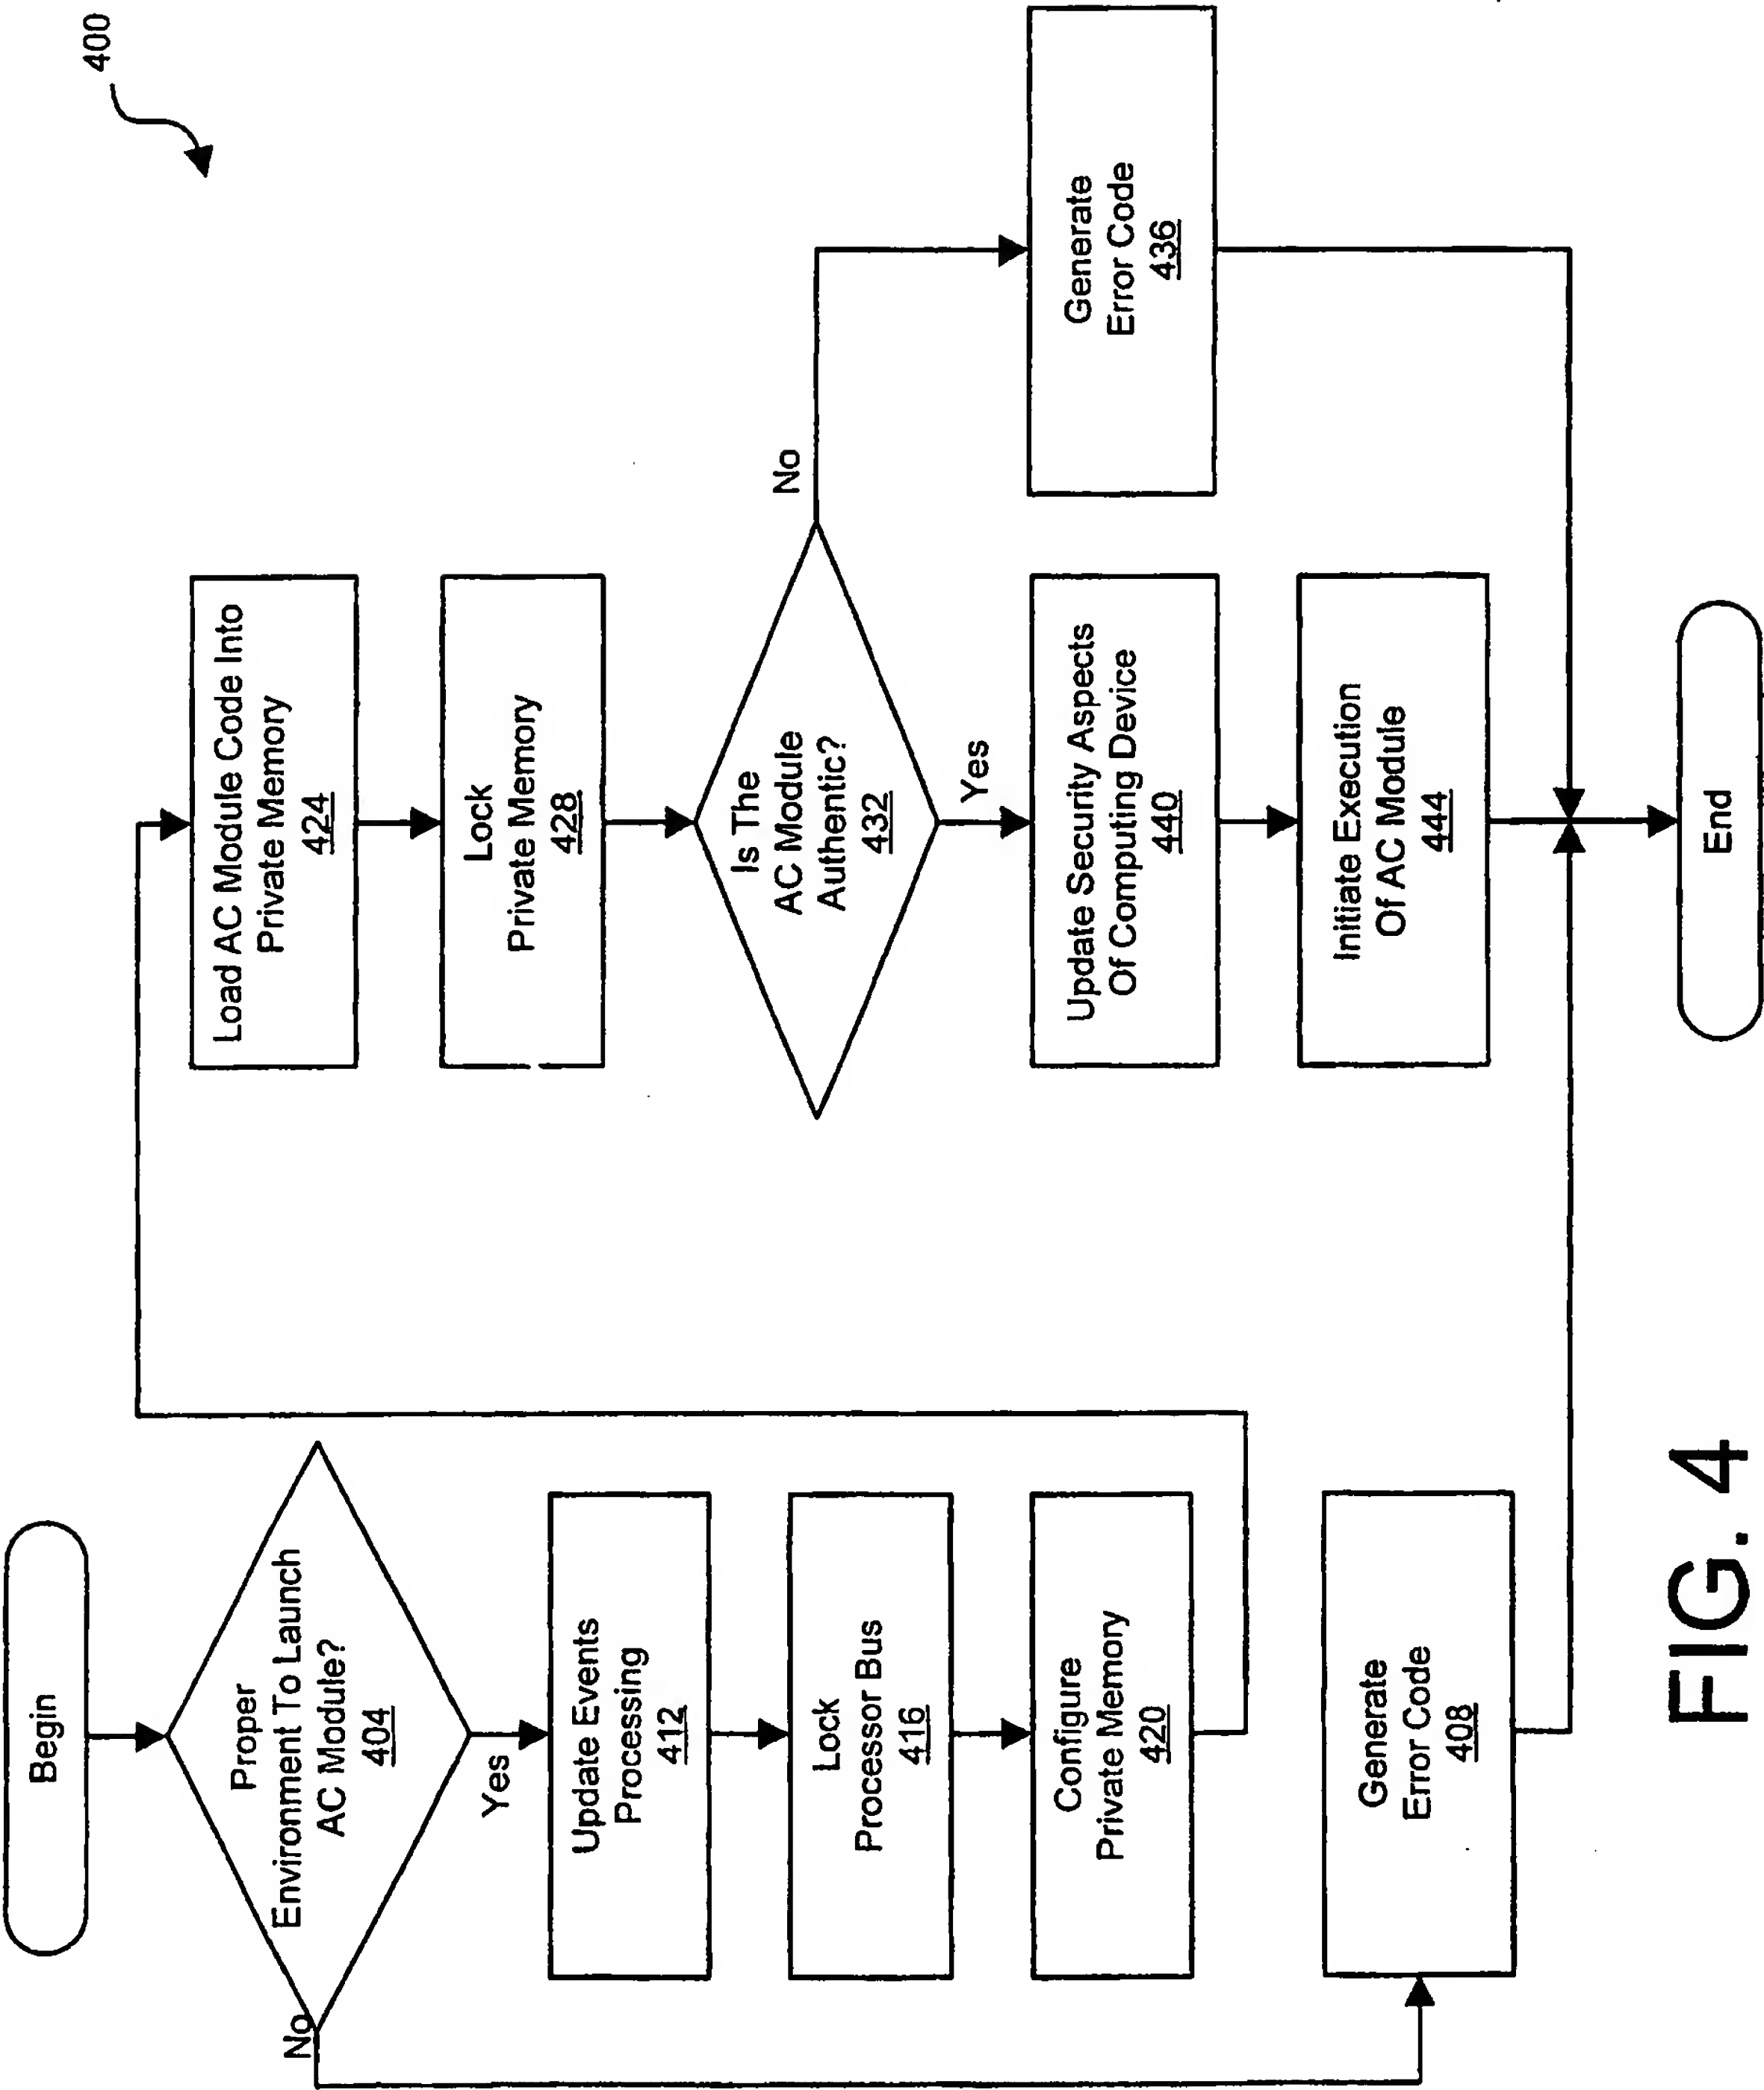 400
Begin
Proper
Environment To Launch
AC Module?
404
No
Yes
Update Events
Processing
412
Lock
Processor Bus
416
Configure
Private Memory
420
Generate
Error Code
408
Load AC Module Code Into
Private Memory
424
Lock
Private Memory
428
Is The
AC Module
Authentic?
432
No
Yes
Generate
Error Code
436
Update Security Aspects
Of Computing Device
440
Initiate Execution
Of AC Module
444
End
FIG. 4